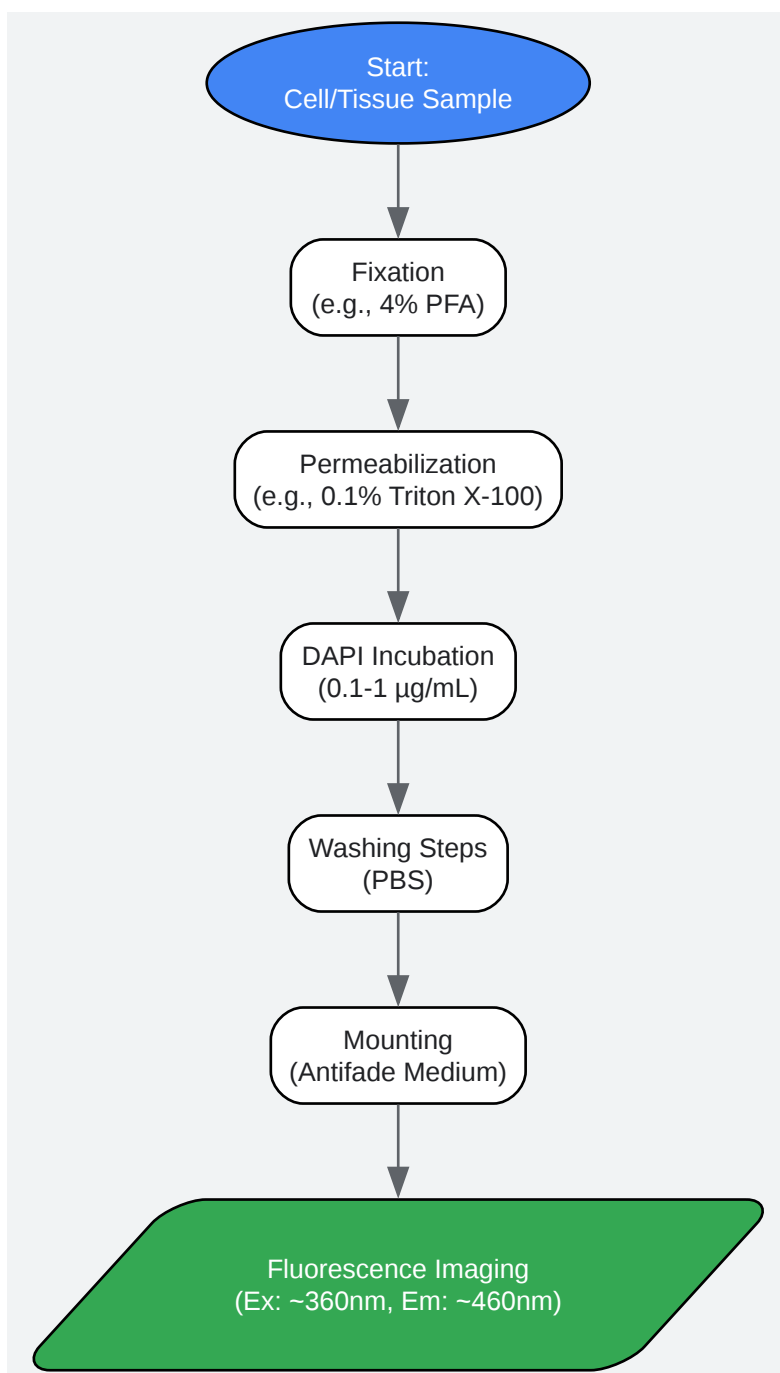 Start:
Cell/Tissue Sample
Fixation
(e.g., 4% PFA)
Permeabilization
(e.g., 0.1% Triton X-100)
DAPI Incubation
(0.1-1 µg/mL)
Washing Steps
(PBS)
Mounting
(Antifade Medium)
Fluorescence Imaging
(Ex: ~360nm, Em: ~460nm)